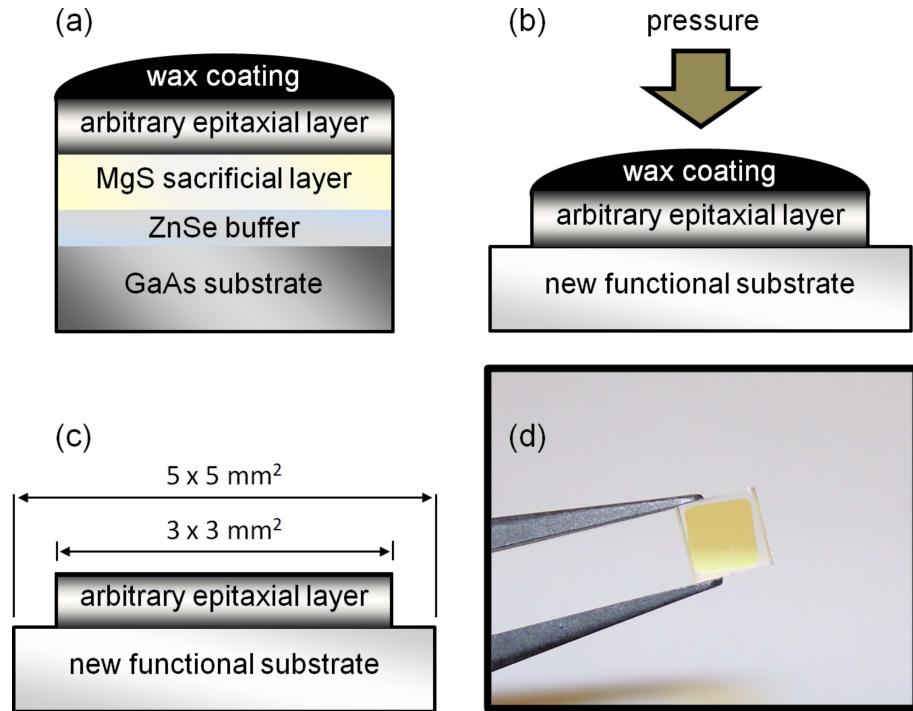 (a)
wax coating
arbitrary epitaxial layer
MgS sacrificial layer
ZnSe buffer
GaAs substrate
(b)
pressure
wax coating
arbitrary epitaxial layer
new functional substrate
(c)
5 x 5 mm²
3 x 3 mm²
arbitrary epitaxial layer
new functional substrate
(d)